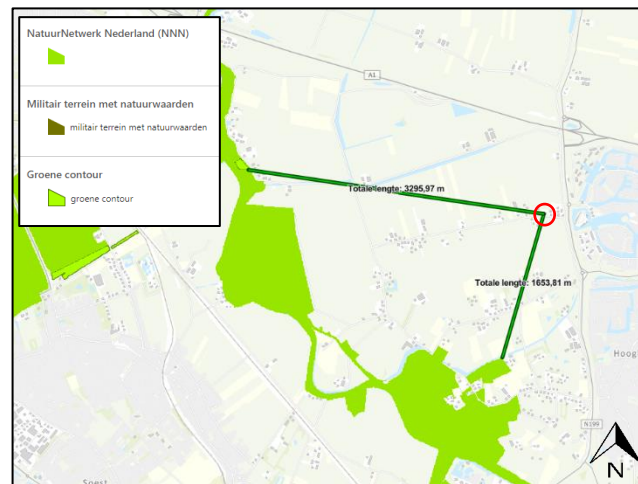 NatuurNetwerk Nederland (NNN)
Militair terrein met natuurwaarden
militair terrein met natuurwaarden
Groene contour
groene contour
A1
Totale lengte: 3295,97 m
Totale lengte: 1653,81 m
Hoog
N199
Soest
N